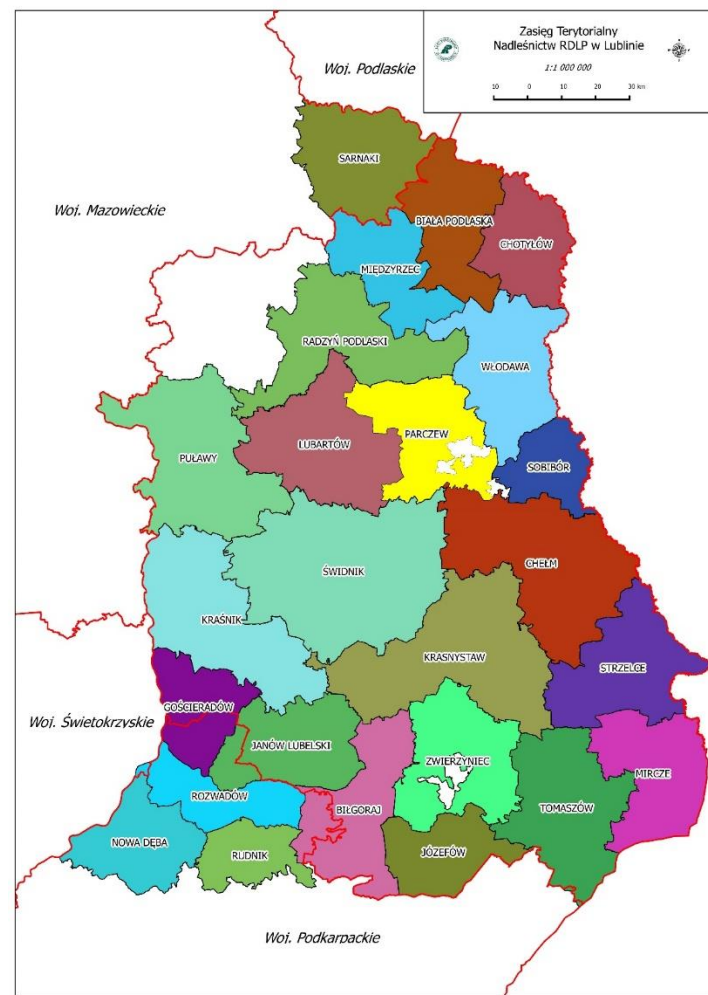 Zasięg Terytorialny
Nadleśnictw RDLP w Lublinie
1:1 000 000
10 0 10 20 30 km
Woj. Podlaskie
SARNAKI
Woj. Mazowieckie
BIAŁA PODLASKA
CHOTYŁÓW
MIĘDZYRZEC
RADZYŃ PODLASKI
WŁODAWA
PARCZEW
LUBARTÓW
PUŁAWY
SOBIBÓR
CHEŁM
ŚWIDNIK
KRAŚNIK
KRASNYSTAW
STRZELCE
GOŚCIERADÓW
Woj. Świetokrzyskie
JANÓW LUBELSKI
ZWIERZYNIEC
MIRCZE
ROZWADÓW
BIŁGORAJ
TOMASZÓW
NOWA DĘBA
RUDNIK
JÓZEFÓW
Woj. Podkarpackie